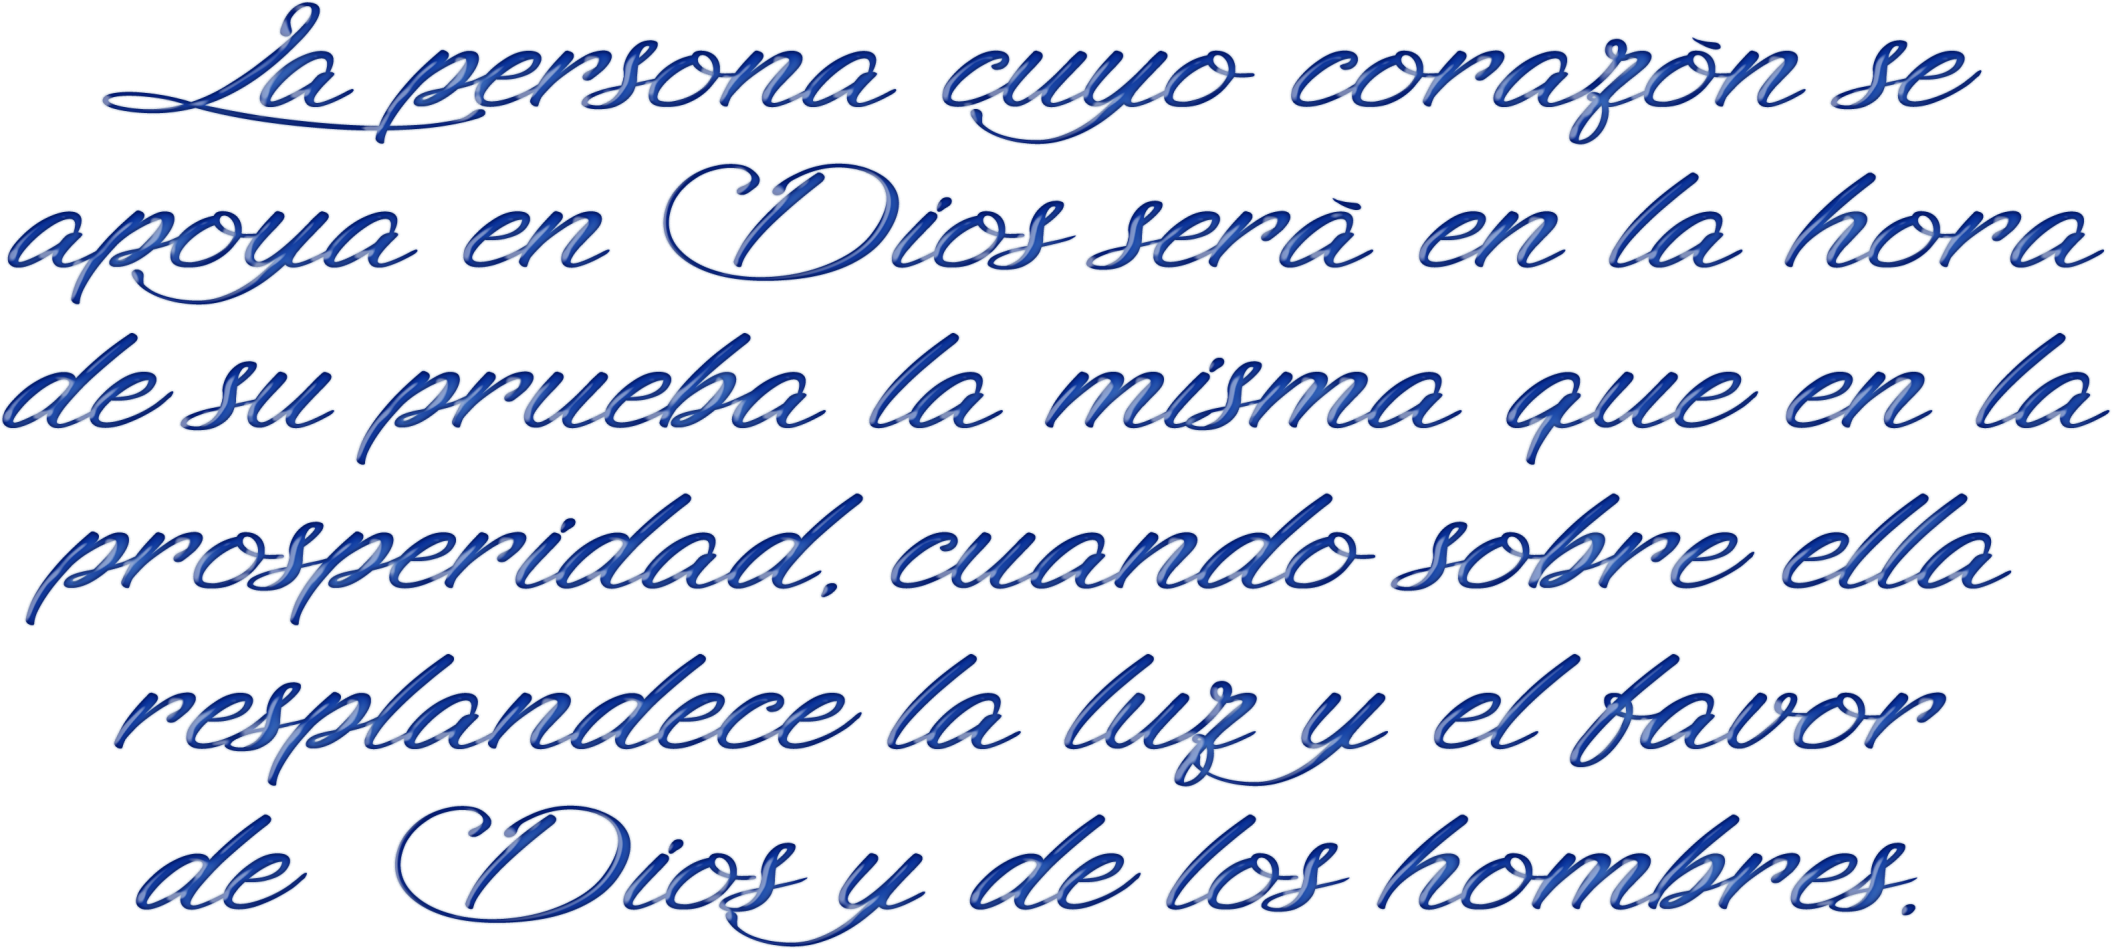 La persona cuyo corazòn se
apoya en Dios serà en la hora
de su prueba la misma que en la
prosperidad, cuando sobre ella
resplandece la luz y el favor
de Dios y de los hombres.